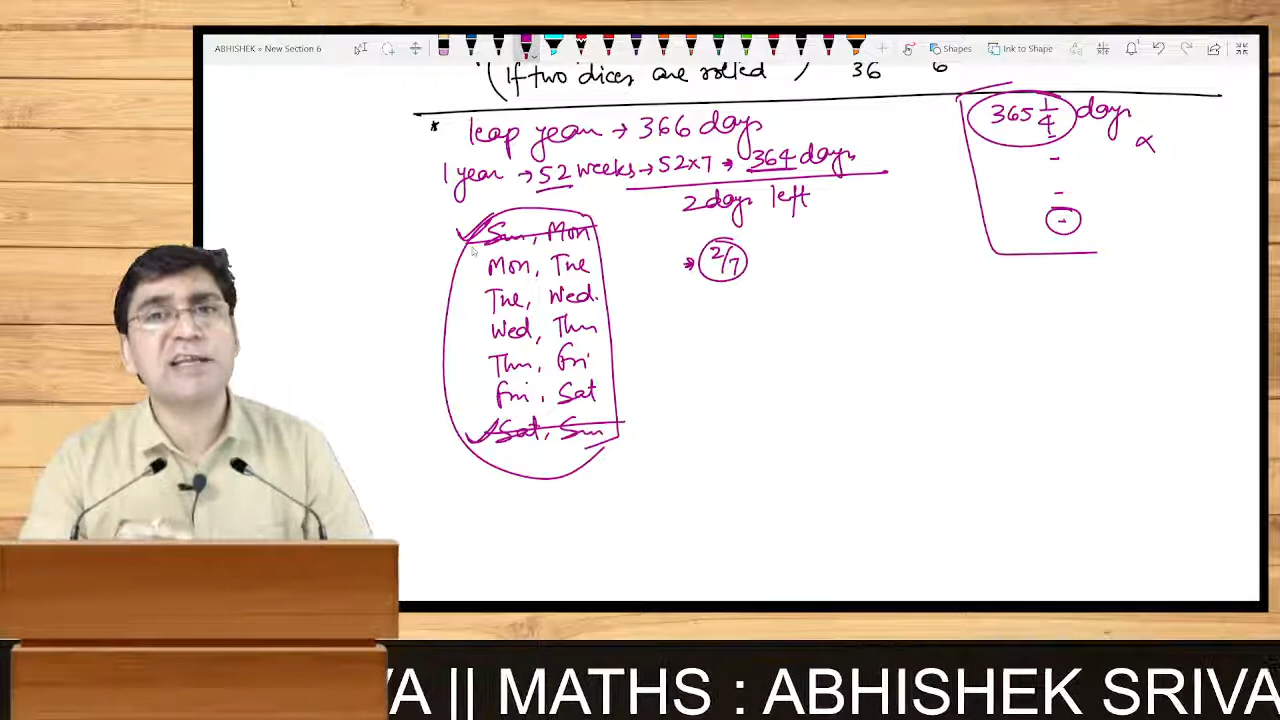 ABHISHEK « New Section 6
Shapes
Ink to Shape
(If two dices are rolled ) 36 6
* leap year → 366 days
1 year → 52 weeks → 52×7 → 364 days
2 days left
Sun, Mon
Mon, Tue
Tue, Wed.
Wed, Thu
Thu, Fri
Fri, Sat
Sat, Sun
→ 2/7
365 1/4 days
VA || MATHS : ABHISHEK SRIVA